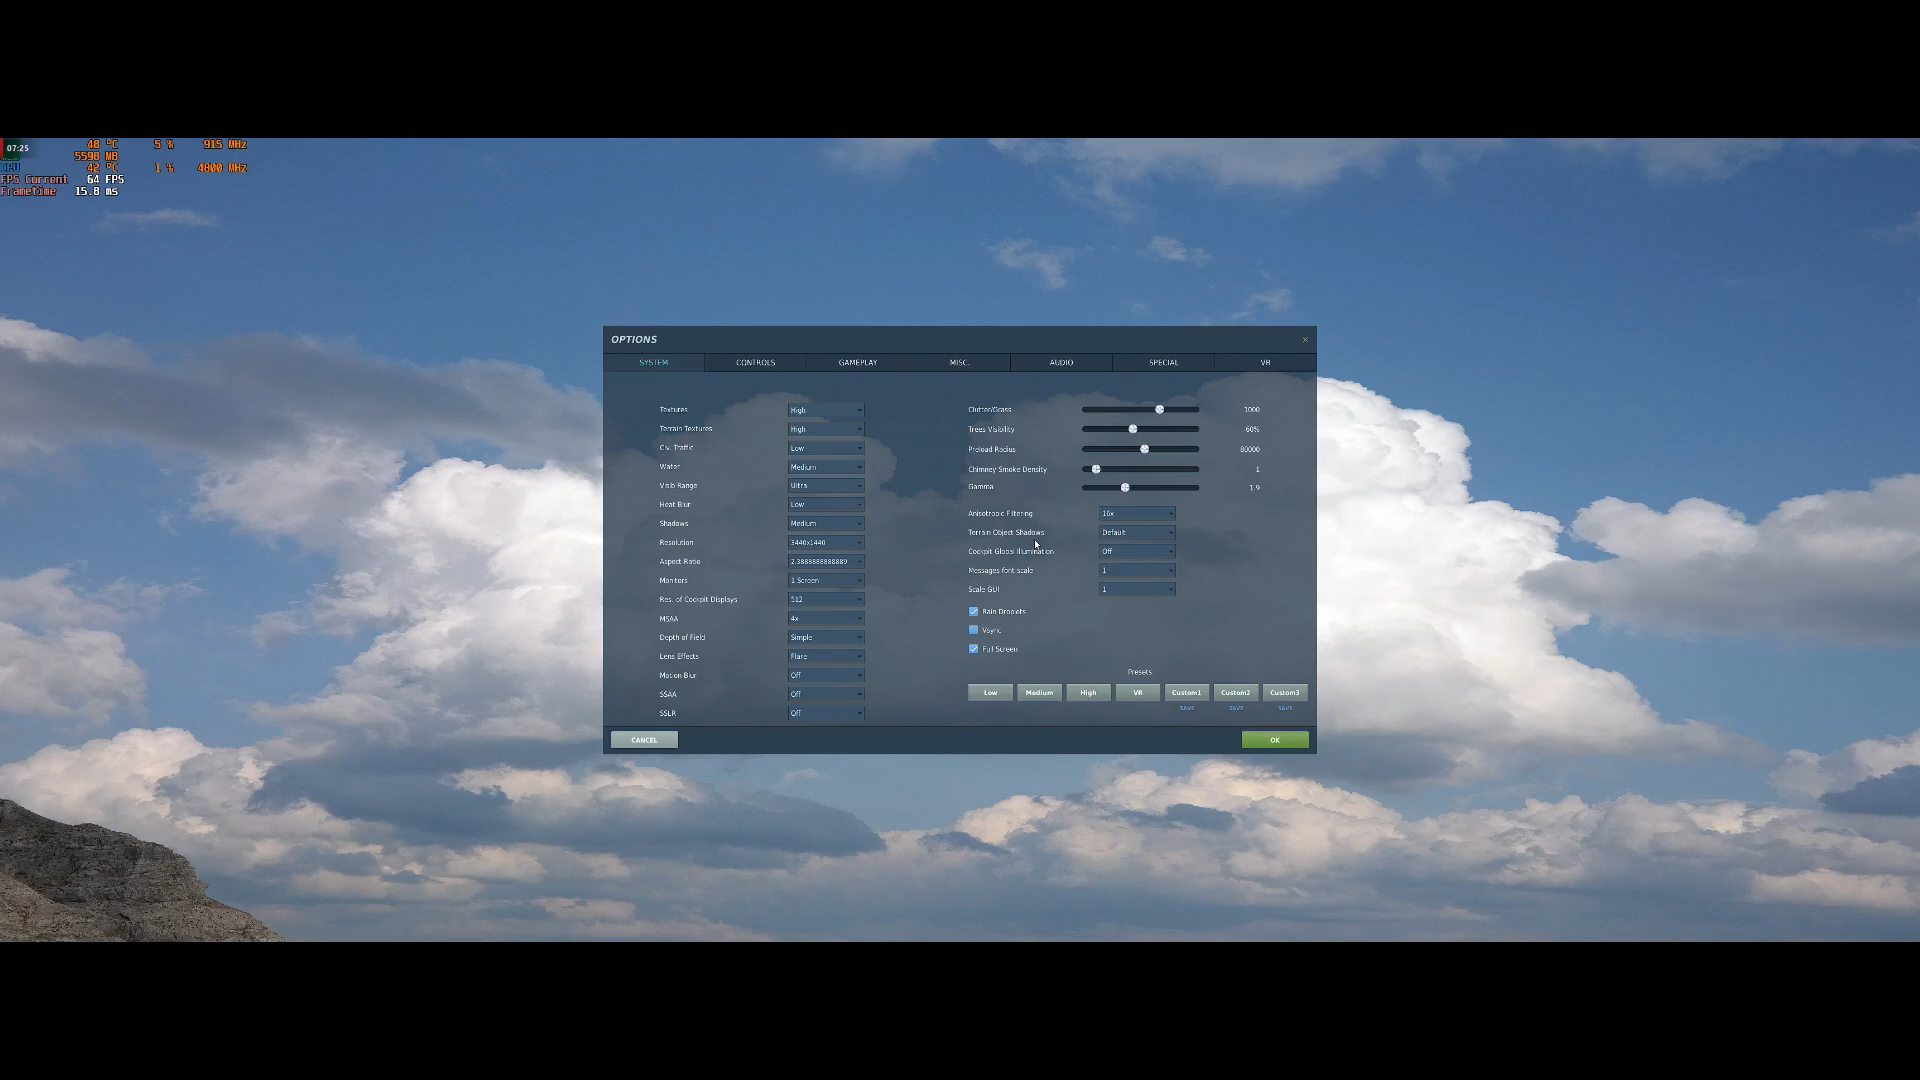 07:25 48 °C 5 % 915 MHz
5598 MB
CPU 42 °C 1 % 4800 MHz
FPS Current 64 FPS
Frametime 15.8 ms
OPTIONS ×
SYSTEM CONTROLS GAMEPLAY MISC. AUDIO SPECIAL VR
Textures High
Terrain Textures High
Civ. Traffic Low
Water Medium
Visib Range Ultra
Heat Blur Low
Shadows Medium
Resolution 3440x1440
Aspect Ratio 2.3888888888889
Monitors 1 Screen
Res. of Cockpit Displays 512
MSAA 4x
Depth of Field Simple
Lens Effects Flare
Motion Blur Off
SSAA Off
SSLR Off
Clutter/Grass 1000
Trees Visibility 60%
Preload Radius 80000
Chimney Smoke Density 1
Gamma 1.9
Anisotropic Filtering 16x
Terrain Object Shadows Default
Cockpit Global Illumination Off
Messages font scale 1
Scale GUI 1
Rain Droplets
Vsync
Full Screen
Presets
Low Medium High VR Custom1 Custom2 Custom3
SAVE SAVE SAVE
CANCEL OK